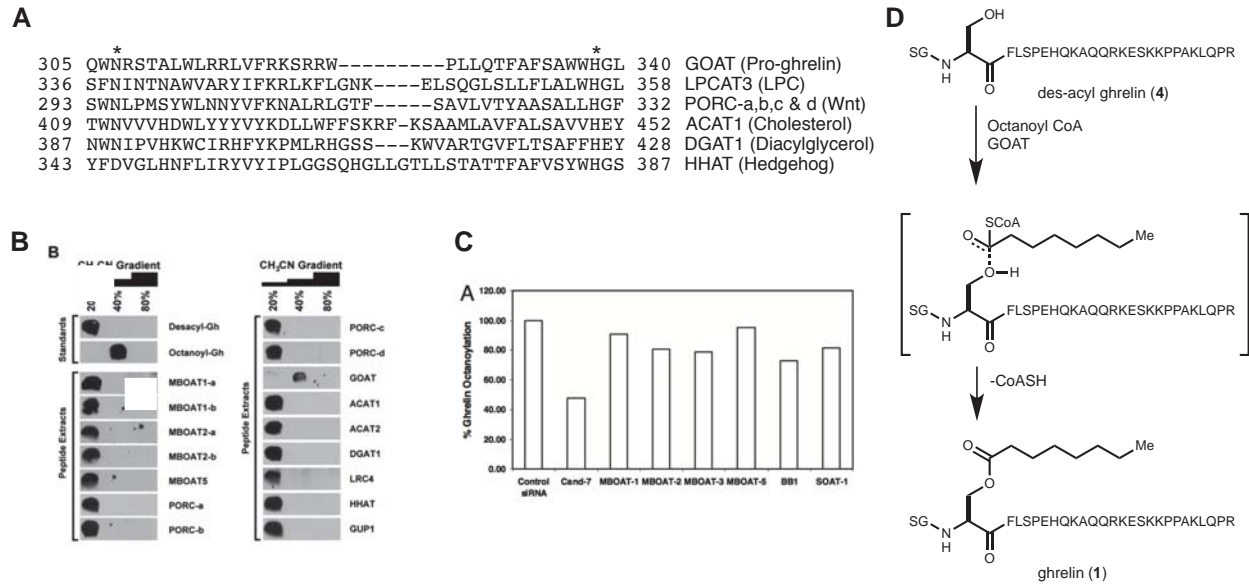 A
* *
305 QWNRSTALWLRRLVFRKSRRW---------PLLQTFAFSAWWHGL 340 GOAT (Pro-ghrelin)
336 SFNINTNAWVARYIFKRLKFLGNK----ELSQGLSLLFLALWHGL 358 LPCAT3 (LPC)
293 SWNLPMSYWLNNYVFKNALRLGTF-----SAVLVTYAASALLHGF 332 PORC-a,b,c & d (Wnt)
409 TWNVVVHDWLYYYVYKDLLWFFSKRF-KSAAMLAVFALSAVVHEY 452 ACAT1 (Cholesterol)
387 NWNIPVHKWCIRHFYKPMLRHGSS---KWVARTGVFLTSAFFHEY 428 DGAT1 (Diacylglycerol)
343 YFDVGLHNFLIRYVYIPLGGSQHGLLGTLLSTATTFAFVSYWHGS 387 HHAT (Hedgehog)
B
B
Gradient
20
40%
80%
Standards
Desacyl-Gh
Octanoyl-Gh
Peptide Extracts
MBOAT1-a
MBOAT1-b
MBOAT2-a
MBOAT2-b
MBOAT5
PORC-a
PORC-b
CH3CN Gradient
20%
40%
80%
Peptide Extracts
PORC-c
PORC-d
GOAT
ACAT1
ACAT2
DGAT1
LRC4
HHAT
GUP1
C
A
% Ghrelin Octanoylation
120.00
100.00
80.00
60.00
40.00
20.00
0.00
Control siRNA
Cand-7
MBOAT-1
MBOAT-2
MBOAT-3
MBOAT-5
BB1
SOAT-1
D
OH
SG
N
H
O
FLSPEHQKAQQRKESKKPPAKLQPR
des-acyl ghrelin (4)
Octanoyl CoA
GOAT
SCoA
O
Me
O
H
SG
N
H
O
FLSPEHQKAQQRKESKKPPAKLQPR
-CoASH
O
Me
O
SG
N
H
O
FLSPEHQKAQQRKESKKPPAKLQPR
ghrelin (1)